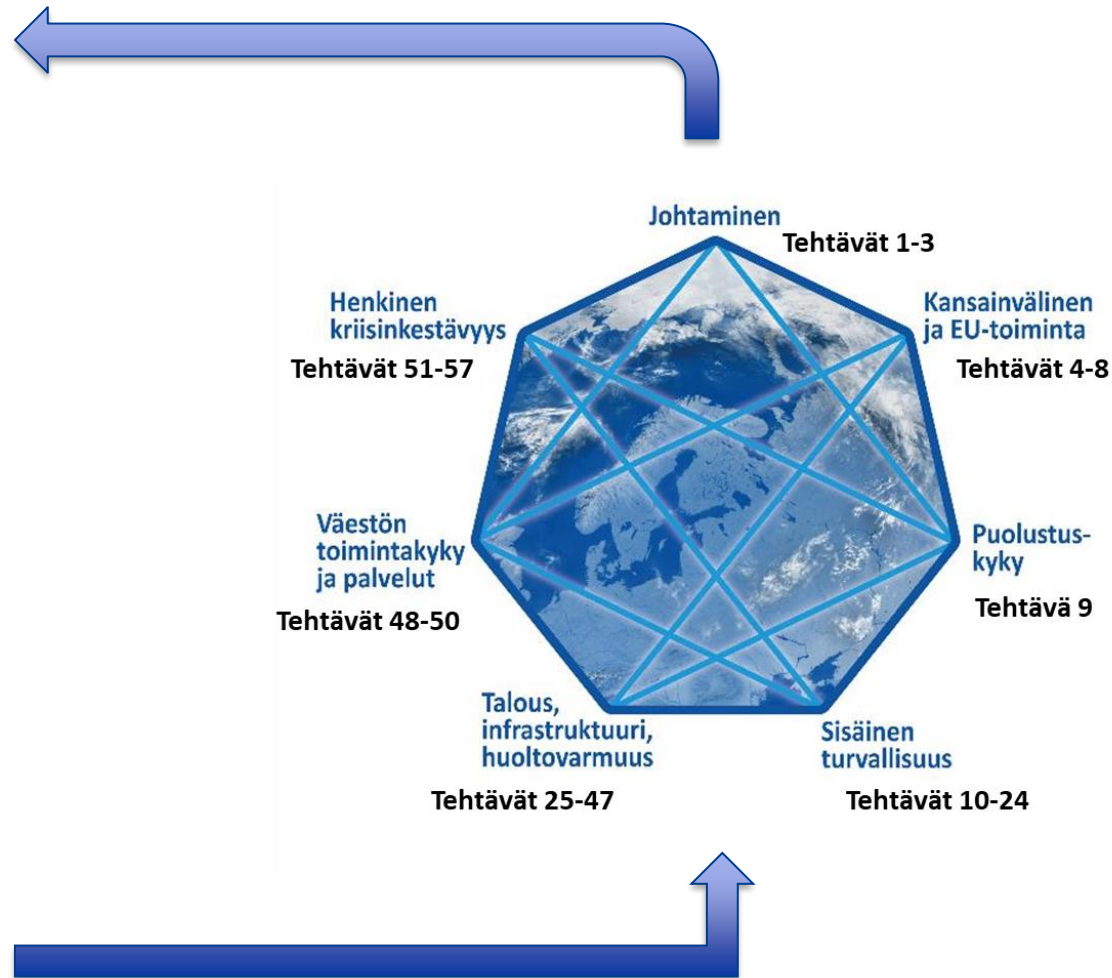 Johtaminen
Tehtävät 1-3
Henkinen
kriisinkestävyys
Tehtävät 51-57
Kansainvälinen
ja EU-toiminta
Tehtävät 4-8
Väestön
toimintakyky
ja palvelut
Tehtävät 48-50
Puolustus-
kyky
Tehtävä 9
Talous,
infrastruktuuri,
huoltovarmuus
Tehtävät 25-47
Sisäinen
turvallisuus
Tehtävät 10-24